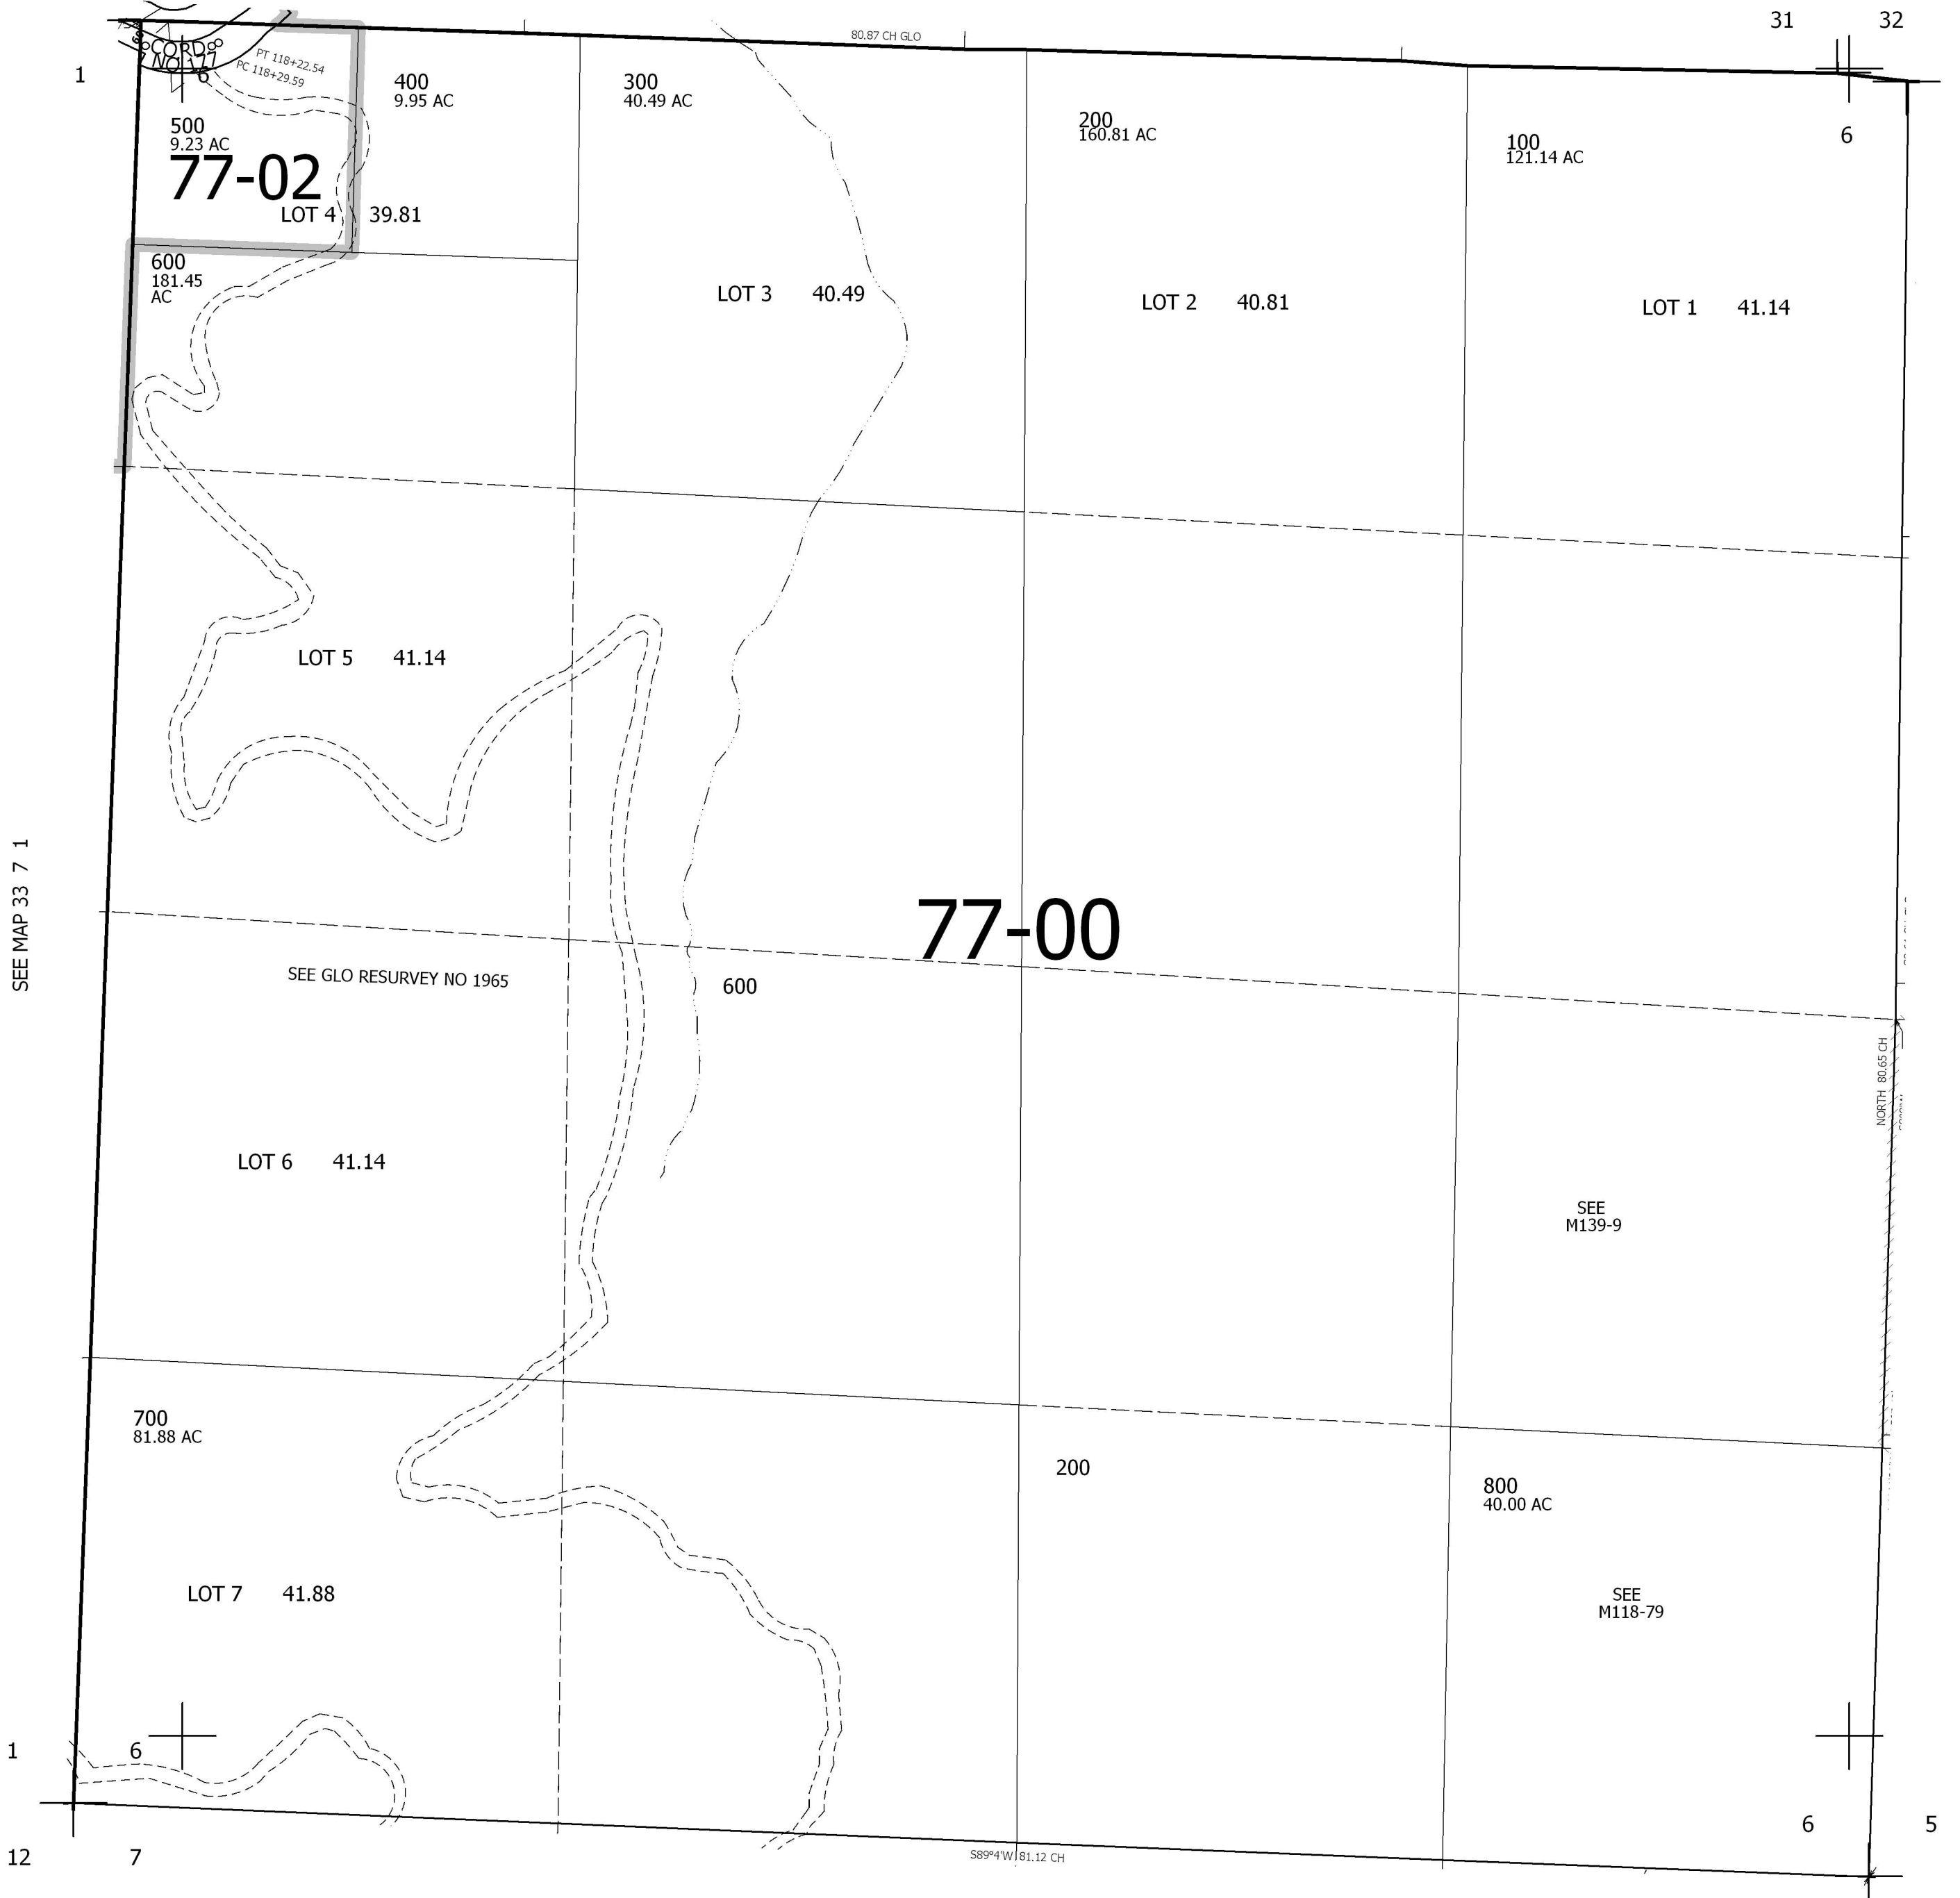 31 32
80.87 CH GLO
1
CORD
NO 177
6
PT 118+22.54
PC 118+29.59
400
9.95 AC
300
40.49 AC
200
160.81 AC
100
121.14 AC
6
500
9.23 AC
77-02
LOT 4 39.81
600
181.45
AC
LOT 3 40.49
LOT 2 40.81
LOT 1 41.14
LOT 5 41.14
SEE MAP 33 7 1
77-00
SEE GLO RESURVEY NO 1965
600
NORTH 80.65 CH
LOT 6 41.14
SEE
M139-9
700
81.88 AC
200
800
40.00 AC
LOT 7 41.88
SEE
M118-79
1 6
6 5
12 7
S89°4'W 81.12 CH